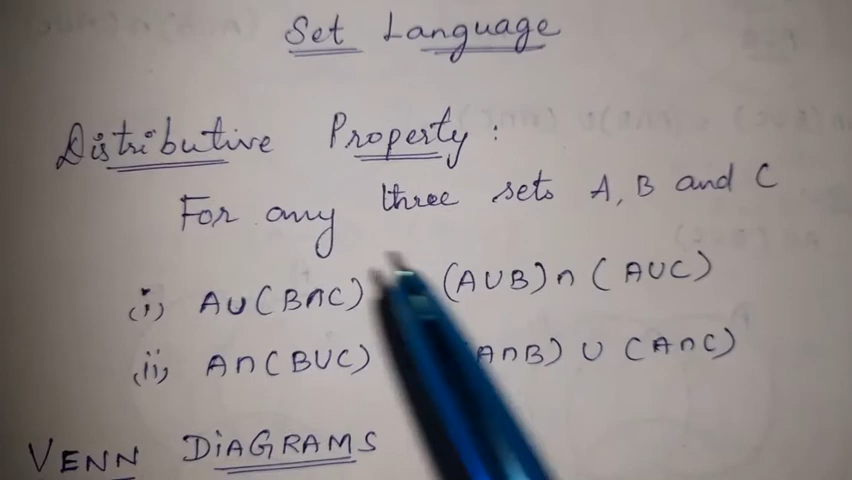 Set Language
Distributive Property:
For any three sets A, B and C
(i) A∪(B∩C) (A∪B)∩(A∪C)
(ii) A∩(B∪C) A∩B) ∪ (A∩C)
VENN DiAGRAMS